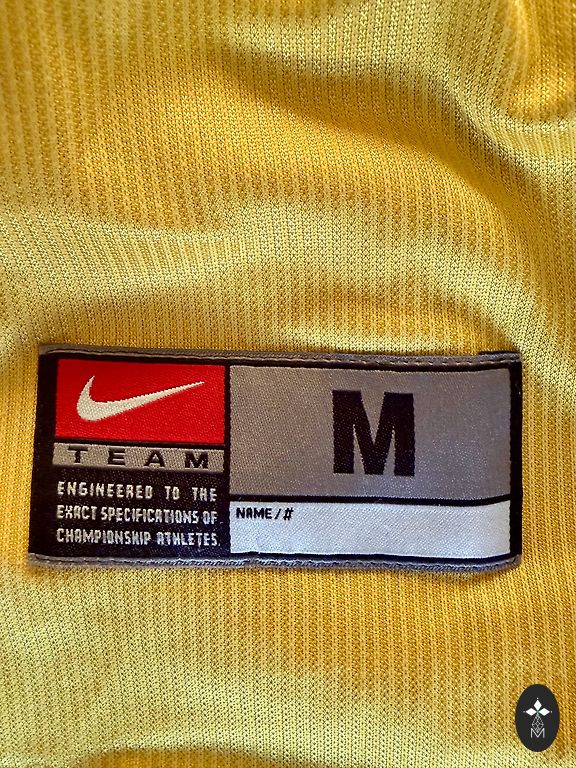 TEAM
ENGINEERED TO THE
EXACT SPECIFICATIONS OF
CHAMPIONSHIP ATHLETES
M
NAME/#
M